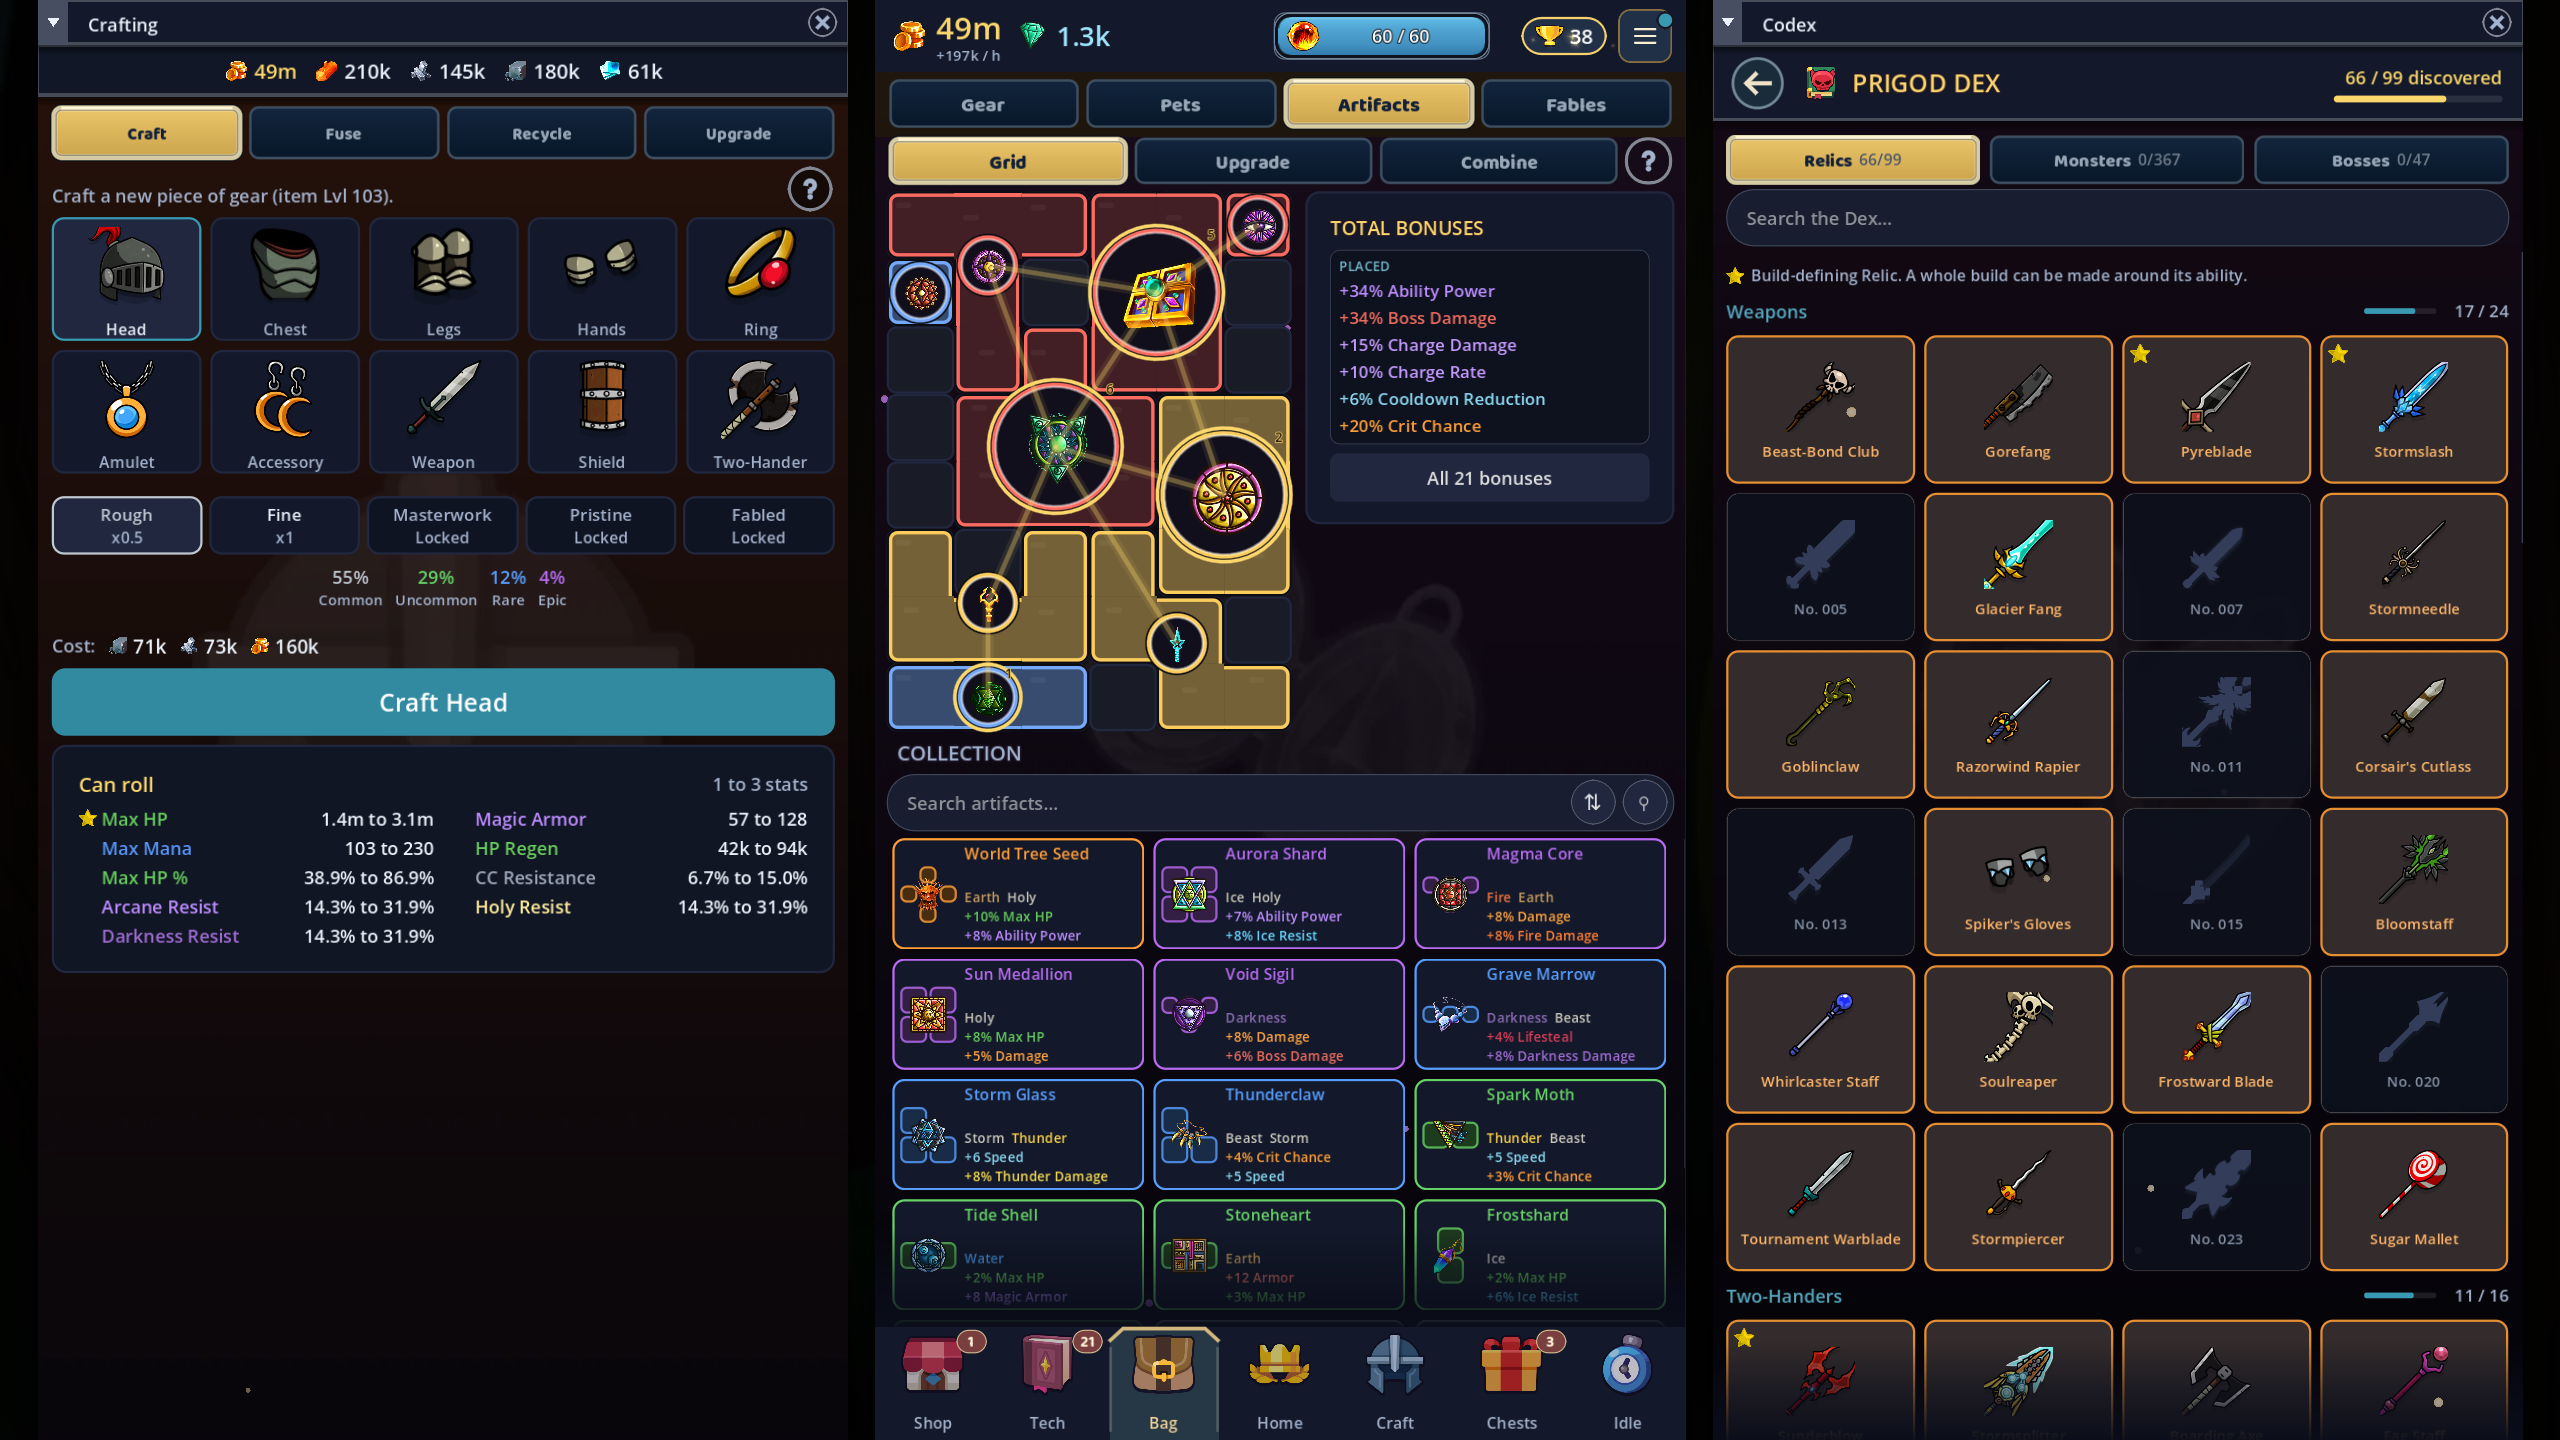 Crafting
49m 210k 145k 180k 61k
Craft Fuse Recycle Upgrade
Craft a new piece of gear (item Lvl 103).
?
Head Chest Legs Hands Ring
Amulet Accessory Weapon Shield Two-Hander
Rough Fine Masterwork Pristine Fabled
x0.5 x1 Locked Locked Locked
55% 29% 12% 4%
Common Uncommon Rare Epic
Cost: 71k 73k 160k
Craft Head
Can roll 1 to 3 stats
Max HP 1.4m to 3.1m Magic Armor 57 to 128
Max Mana 103 to 230 HP Regen 42k to 94k
Max HP % 38.9% to 86.9% CC Resistance 6.7% to 15.0%
Arcane Resist 14.3% to 31.9% Holy Resist 14.3% to 31.9%
Darkness Resist 14.3% to 31.9%
49m 1.3k 60 / 60 38
+197k / h
Gear Pets Artifacts Fables
Grid Upgrade Combine ?
5
6
2
TOTAL BONUSES
PLACED
+34% Ability Power
+34% Boss Damage
+15% Charge Damage
+10% Charge Rate
+6% Cooldown Reduction
+20% Crit Chance
All 21 bonuses
COLLECTION
Search artifacts...
World Tree Seed
Earth Holy
+10% Max HP
+8% Ability Power
Aurora Shard
Ice Holy
+7% Ability Power
+8% Ice Resist
Magma Core
Fire Earth
+8% Damage
+8% Fire Damage
Sun Medallion
Holy
+8% Max HP
+5% Damage
Void Sigil
Darkness
+8% Damage
+6% Boss Damage
Grave Marrow
Darkness Beast
+4% Lifesteal
+8% Darkness Damage
Storm Glass
Storm Thunder
+6 Speed
+8% Thunder Damage
Thunderclaw
Beast Storm
+4% Crit Chance
+5 Speed
Spark Moth
Thunder Beast
+5 Speed
+3% Crit Chance
Tide Shell
Water
+2% Max HP
+8 Magic Armor
Stoneheart
Earth
+12 Armor
+3% Max HP
Frostshard
Ice
+2% Max HP
+6% Ice Resist
1 21 3
Shop Tech Bag Home Craft Chests Idle
Codex
PRIGOD DEX 66 / 99 discovered
Relics 66/99 Monsters 0/367 Bosses 0/47
Search the Dex...
Build-defining Relic. A whole build can be made around its ability.
Weapons 17 / 24
Beast-Bond Club Gorefang Pyreblade Stormslash
No. 005 Glacier Fang No. 007 Stormneedle
Goblinclaw Razorwind Rapier No. 011 Corsair's Cutlass
No. 013 Spiker's Gloves No. 015 Bloomstaff
Whirlcaster Staff Soulreaper Frostward Blade No. 020
Tournament Warblade Stormpiercer No. 023 Sugar Mallet
Two-Handers 11 / 16